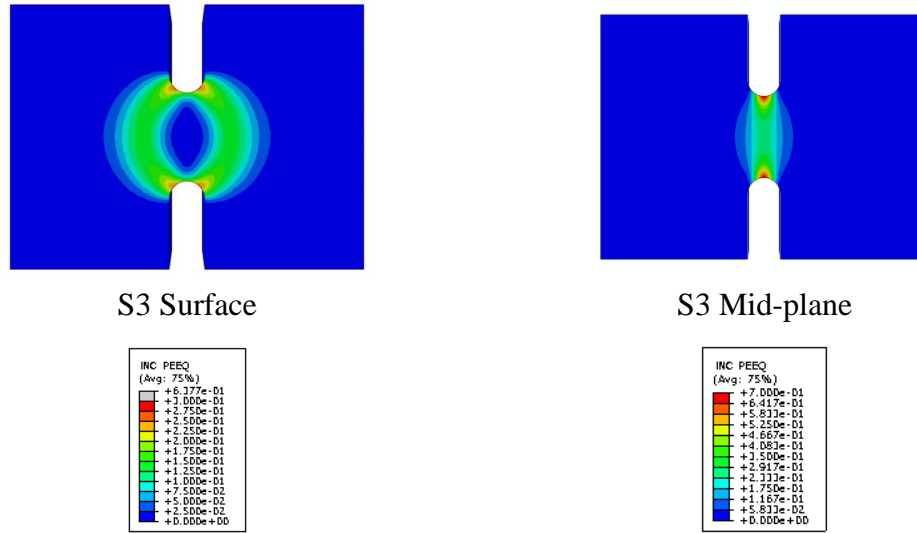 S3 Surface
S3 Mid-plane
INC PEEQ
(Avg: 75%)
+6.377e-01
+3.000e-01
+2.750e-01
+2.500e-01
+2.250e-01
+2.000e-01
+1.750e-01
+1.500e-01
+1.250e-01
+1.000e-01
+7.500e-02
+5.000e-02
+2.500e-02
+0.000e+00
INC PEEQ
(Avg: 75%)
+7.000e-01
+6.417e-01
+5.833e-01
+5.250e-01
+4.667e-01
+4.083e-01
+3.500e-01
+2.917e-01
+2.333e-01
+1.750e-01
+1.167e-01
+5.833e-02
+0.000e+00